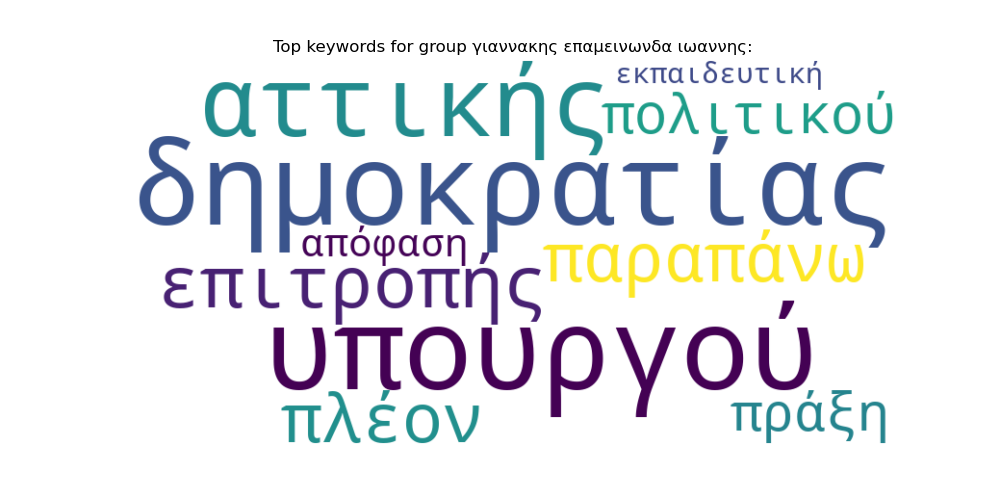 Top keywords for group γιαννακης επαμεινωνδα ιωαννης:
εκπαιδευτική
αττικής
πολιτικού
δημοκρατίας
απόφαση
παραπάνω
επιτροπής
υπουργού
πλέον
πράξη